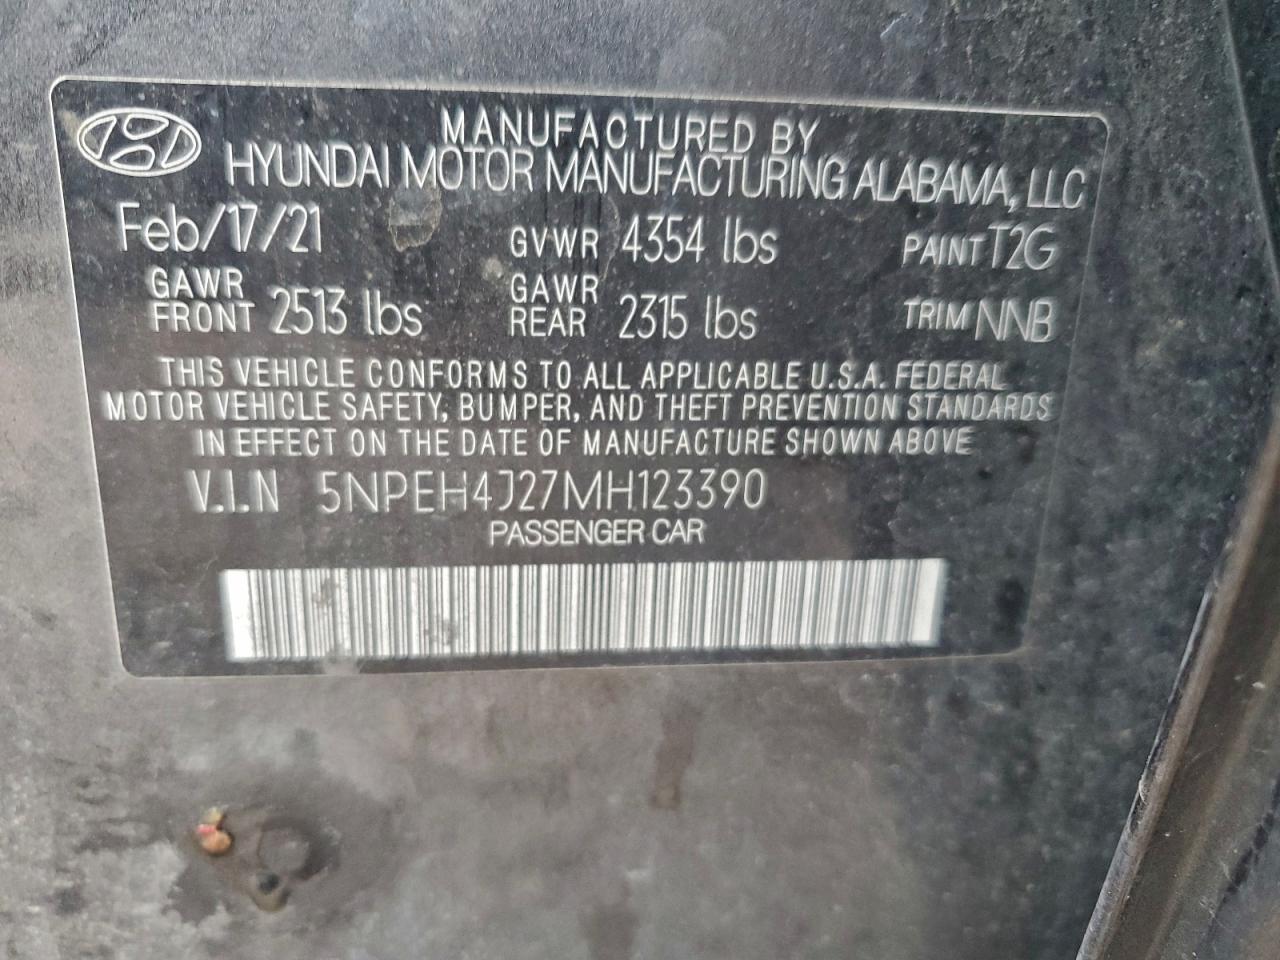 MANUFACTURED BY
HYUNDAI MOTOR MANUFACTURING ALABAMA, LLC
Feb/17/21 GVWR 4354 lbs PAINT T2G
GAWR FRONT 2513 lbs GAWR REAR 2315 lbs TRIM NNB
THIS VEHICLE CONFORMS TO ALL APPLICABLE U.S.A. FEDERAL
MOTOR VEHICLE SAFETY, BUMPER, AND THEFT PREVENTION STANDARDS
IN EFFECT ON THE DATE OF MANUFACTURE SHOWN ABOVE
V.I.N 5NPEH4J27MH123390
PASSENGER CAR